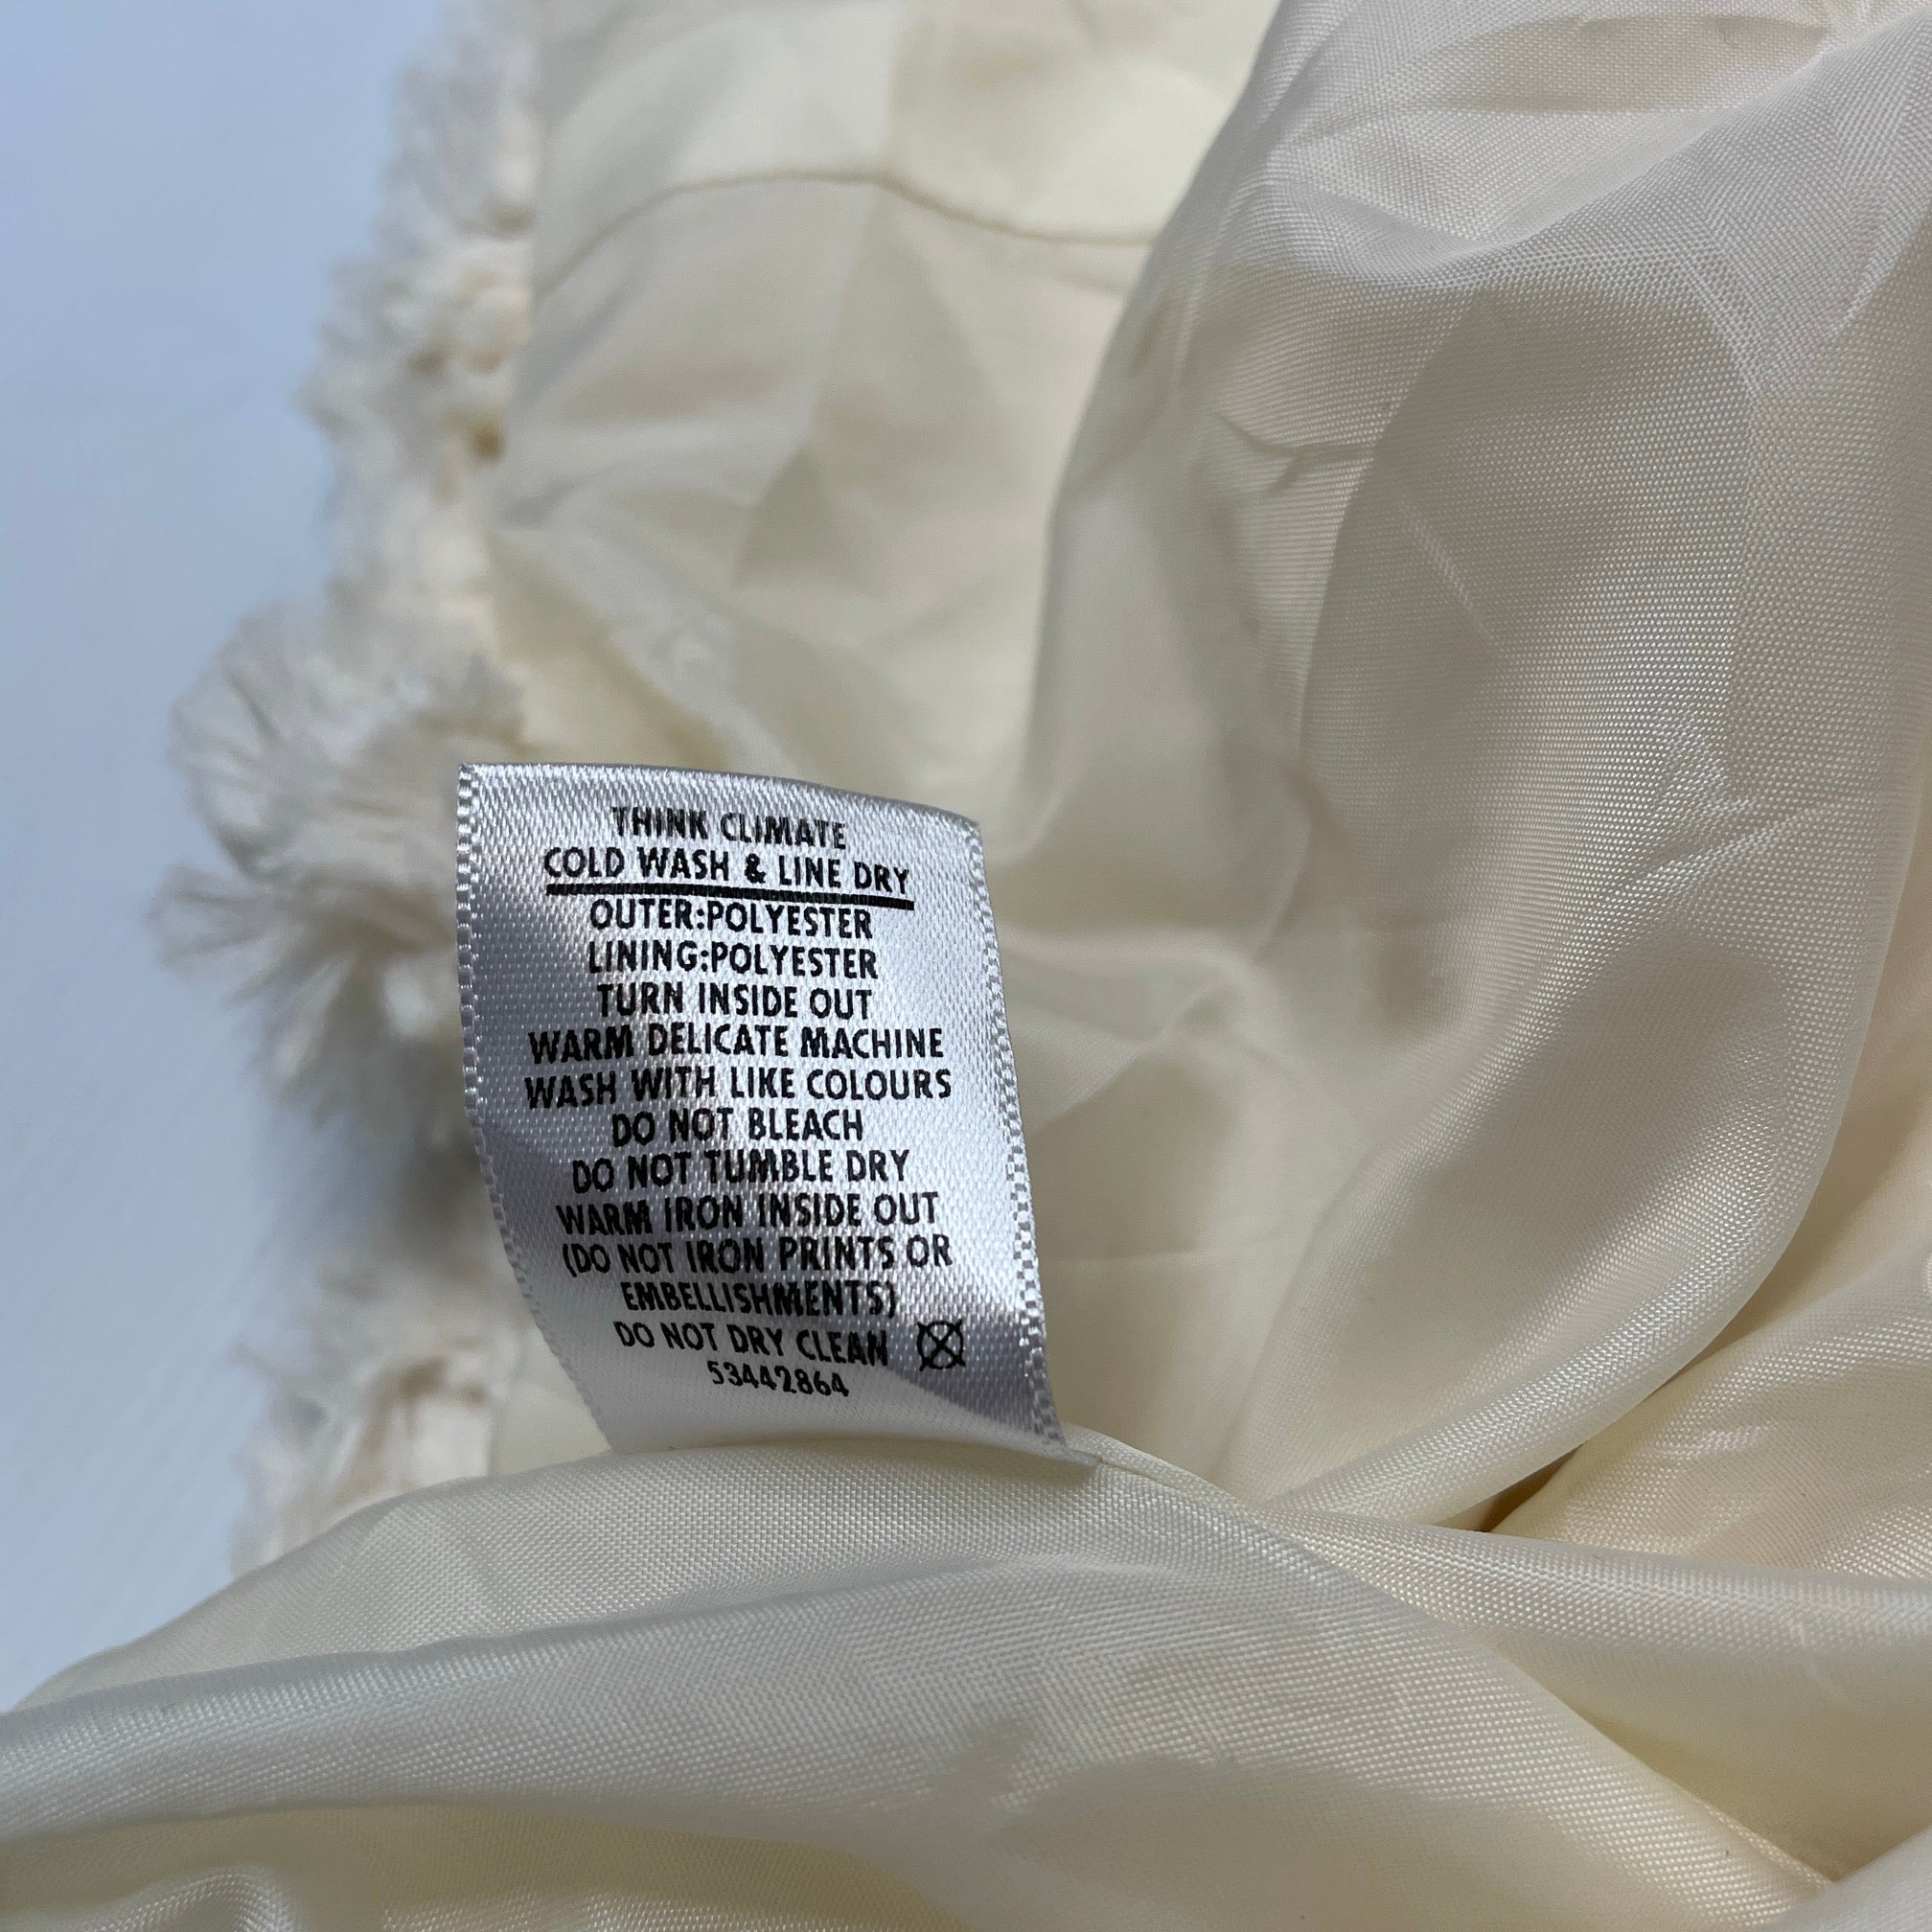 THINK CLIMATE
COLD WASH & LINE DRY
OUTER:POLYESTER
LINING:POLYESTER
TURN INSIDE OUT
WARM DELICATE MACHINE
WASH WITH LIKE COLOURS
DO NOT BLEACH
DO NOT TUMBLE DRY
WARM IRON INSIDE OUT
(DO NOT IRON PRINTS OR
EMBELLISHMENTS)
DO NOT DRY CLEAN
53442864